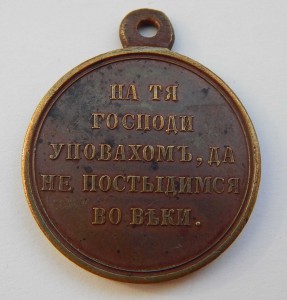 НА ТЯ
ГОСПОДИ
УПОВАХОМЪ, ДА
НЕ ПОСТЫДИМСЯ
ВО ВѢКИ.